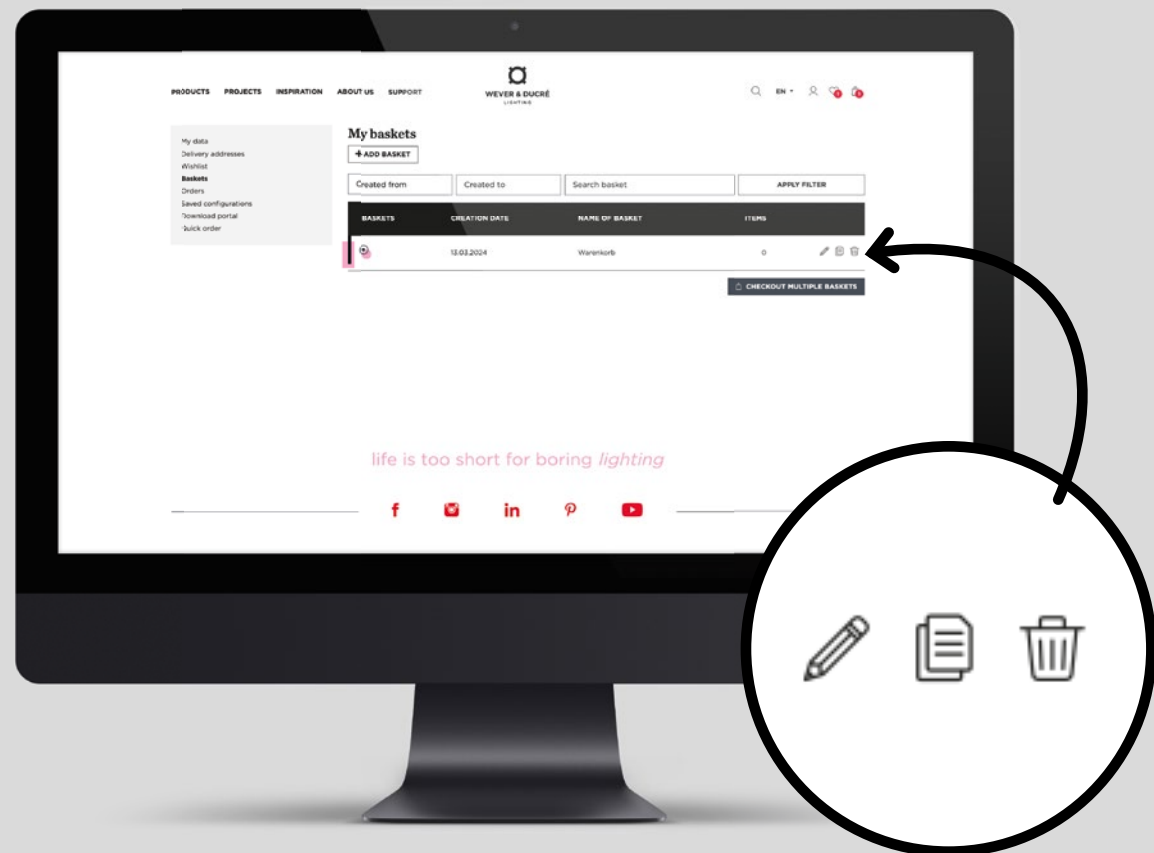 PRODUCTS PROJECTS INSPIRATION ABOUT US SUPPORT
WEVER & DUCRÉ
LIGHTING
EN
My data
Delivery addresses
Wishlist
Baskets
Orders
Saved configurations
Download portal
Quick order
My baskets
+ ADD BASKET
Created from Created to Search basket APPLY FILTER
BASKETS CREATION DATE NAME OF BASKET ITEMS
13.03.2024 Warenkorb 0
CHECKOUT MULTIPLE BASKETS
life is too short for boring lighting